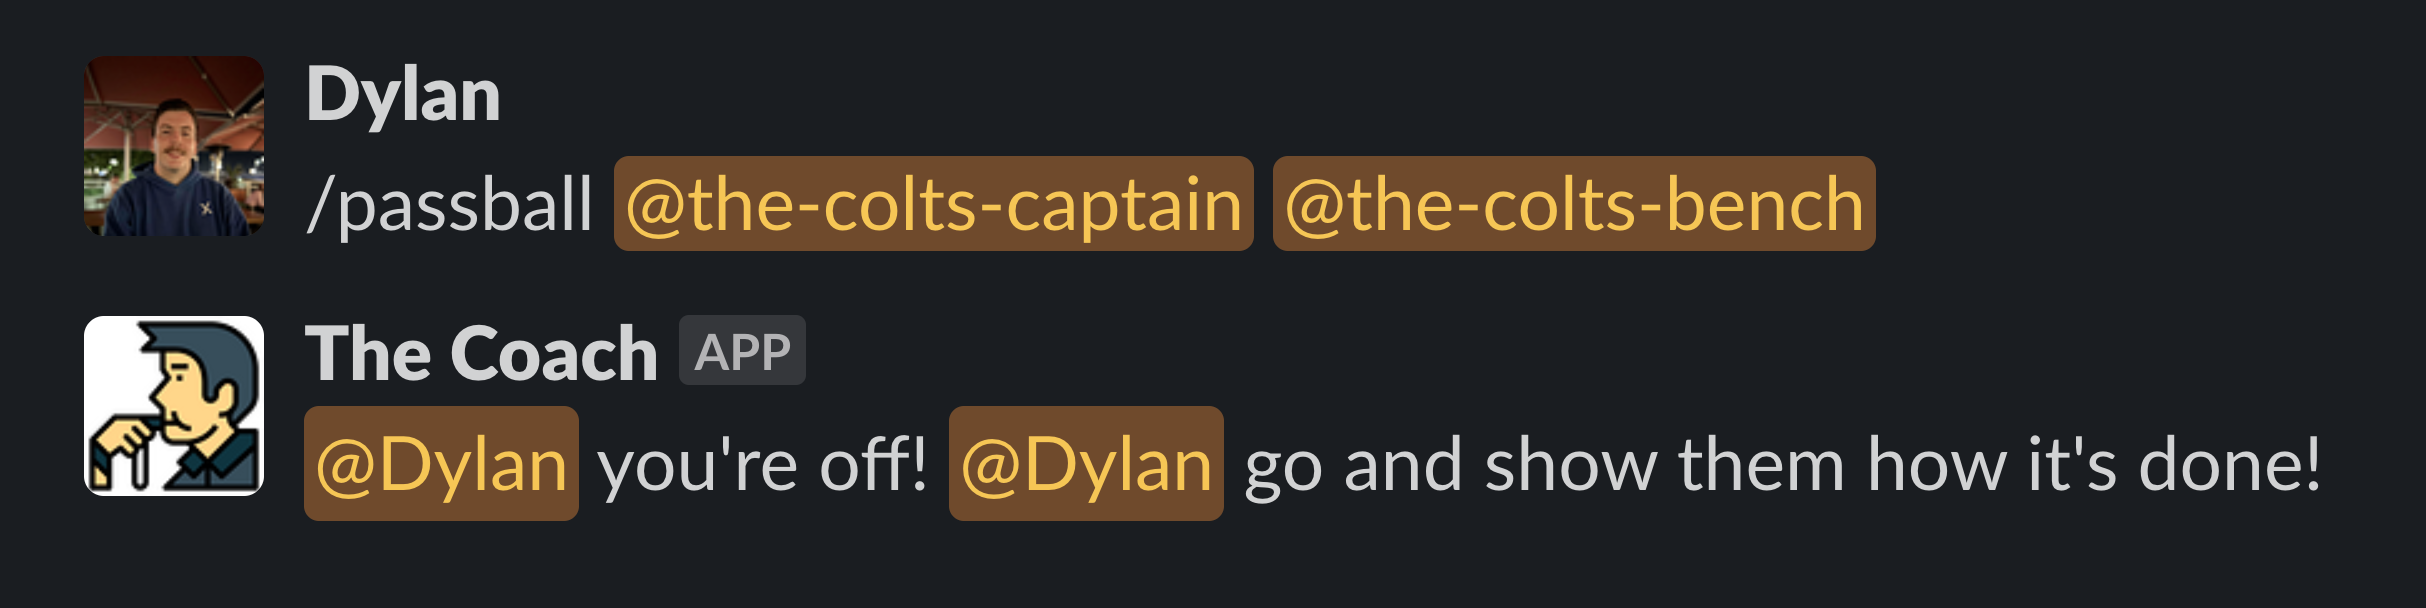 Dylan
/passball @the-colts-captain @the-colts-bench
The Coach APP
@Dylan you're off! @Dylan go and show them how it's done!